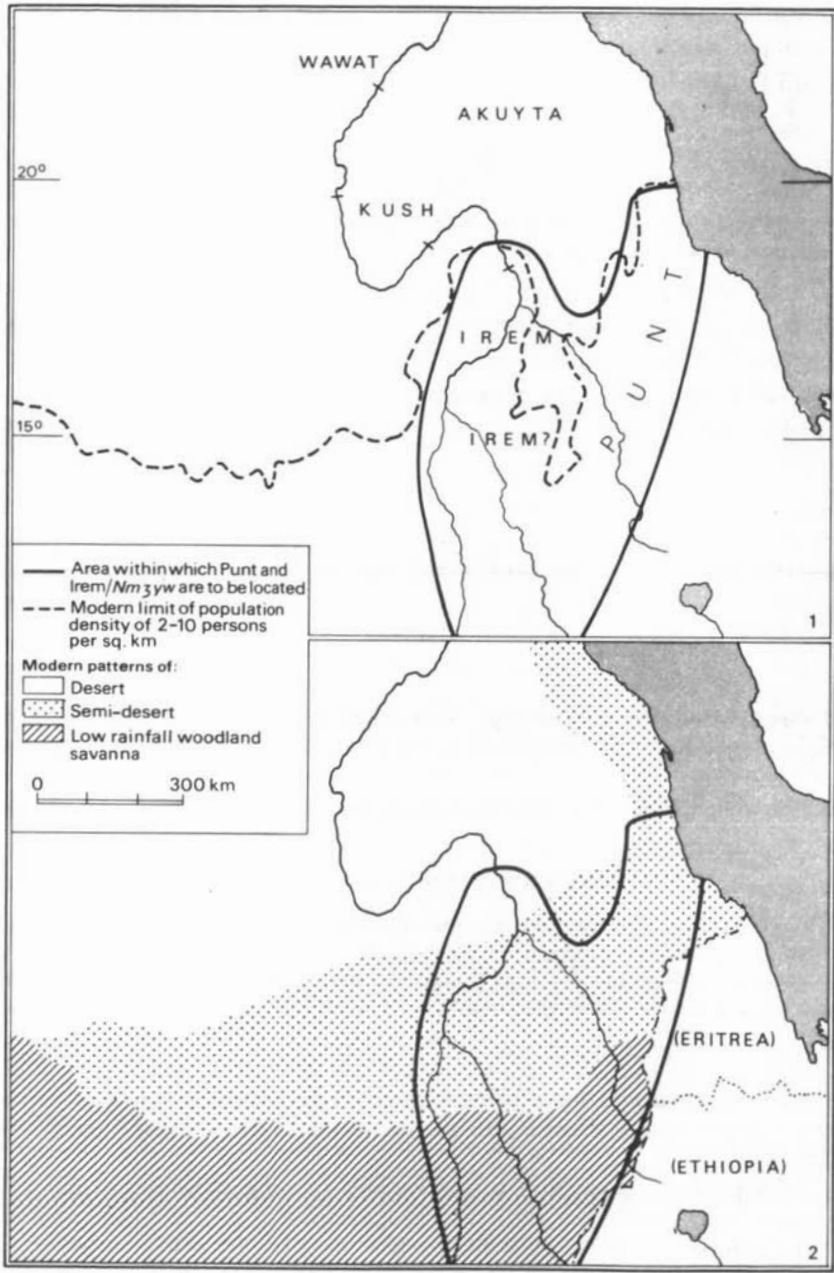 WAWAT
AKUYTA
20°
KUSH
IREM
PUNT
15°
IREM?
Area within which Punt and
Irem/Nmꜣyw are to be located
Modern limit of population
density of 2-10 persons
per sq. km
Modern patterns of:
Desert
Semi-desert
Low rainfall woodland
savanna
0 300 km
1
(ERITREA)
(ETHIOPIA)
2